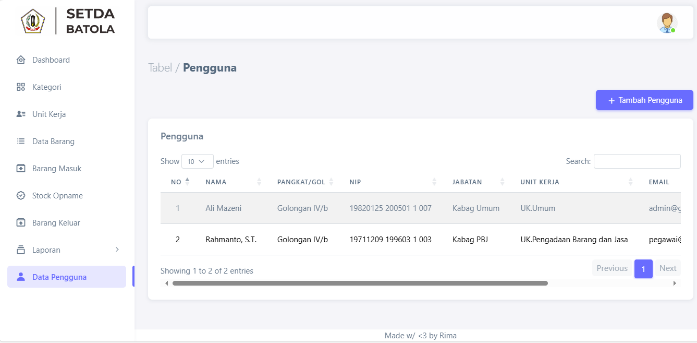 SETDA
BATOLA
Dashboard
Kategori
Unit Kerja
Data Barang
Barang Masuk
Stock Opname
Barang Keluar
Laporan
Data Pengguna
Tabel / Pengguna
+ Tambah Pengguna
Pengguna
Show 10 entries
Search:
NO NAMA PANGKAT/GOL NIP JABATAN UNIT KERJA EMAIL
1 Ali Mazeni Golongan IV/b 19820125 200501 1 007 Kabag Umum UK.Umum admin@g
2 Rahmanto, S.T. Golongan IV/b 19711209 199603 1 003 Kabag PBJ UK.Pengadaan Barang dan Jasa pegawai@
Showing 1 to 2 of 2 entries
Previous 1 Next
Made w/ <3 by Rima